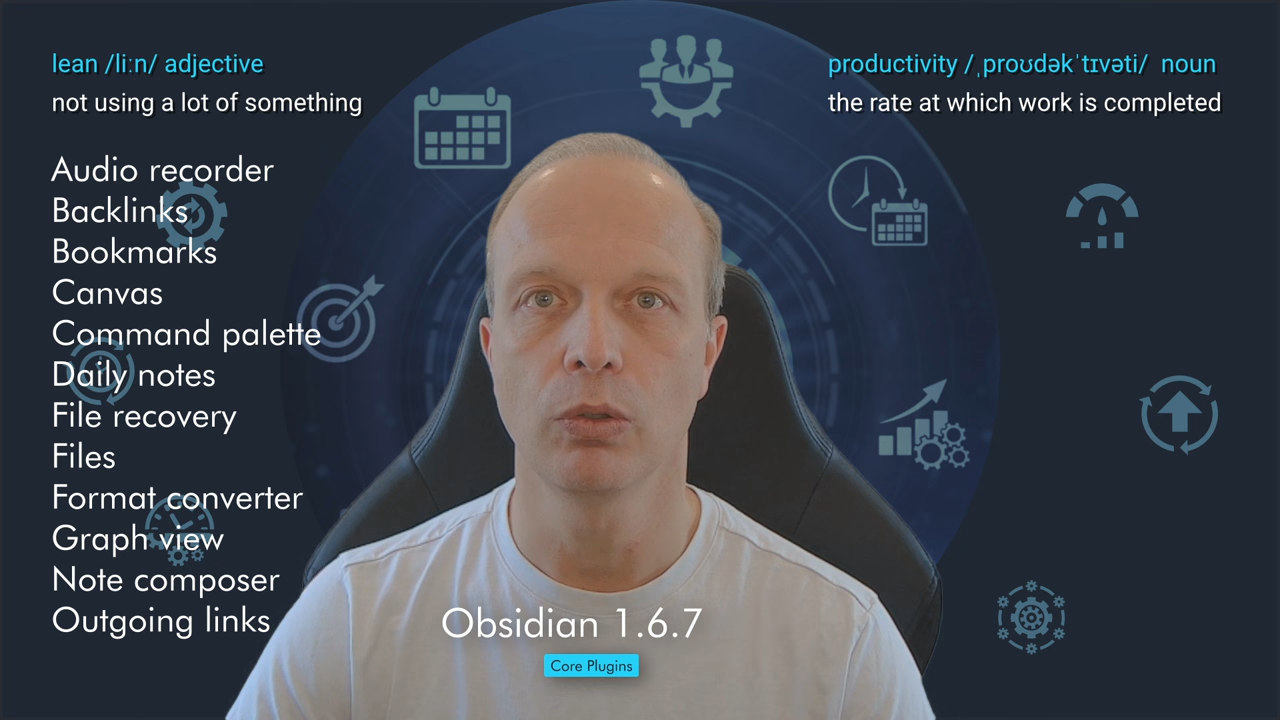 lean /liːn/ adjective
not using a lot of something
productivity /ˌproʊdəkˈtɪvəti/ noun
the rate at which work is completed
Audio recorder
Backlinks
Bookmarks
Canvas
Command palette
Daily notes
File recovery
Files
Format converter
Graph view
Note composer
Outgoing links
Obsidian 1.6.7
Core Plugins